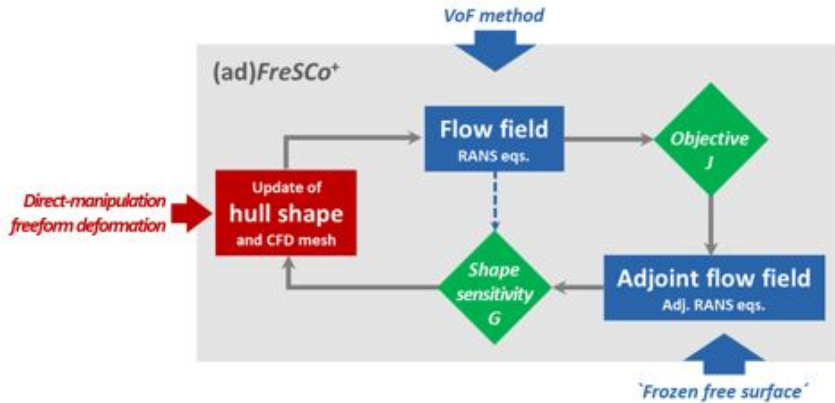 VoF method
(ad)FreSCo⁺
Flow field
RANS eqs.
Objective
J
Update of
hull shape
and CFD mesh
Direct-manipulation
freeform deformation
Shape
sensitivity
G
Adjoint flow field
Adj. RANS eqs.
`Frozen free surface´